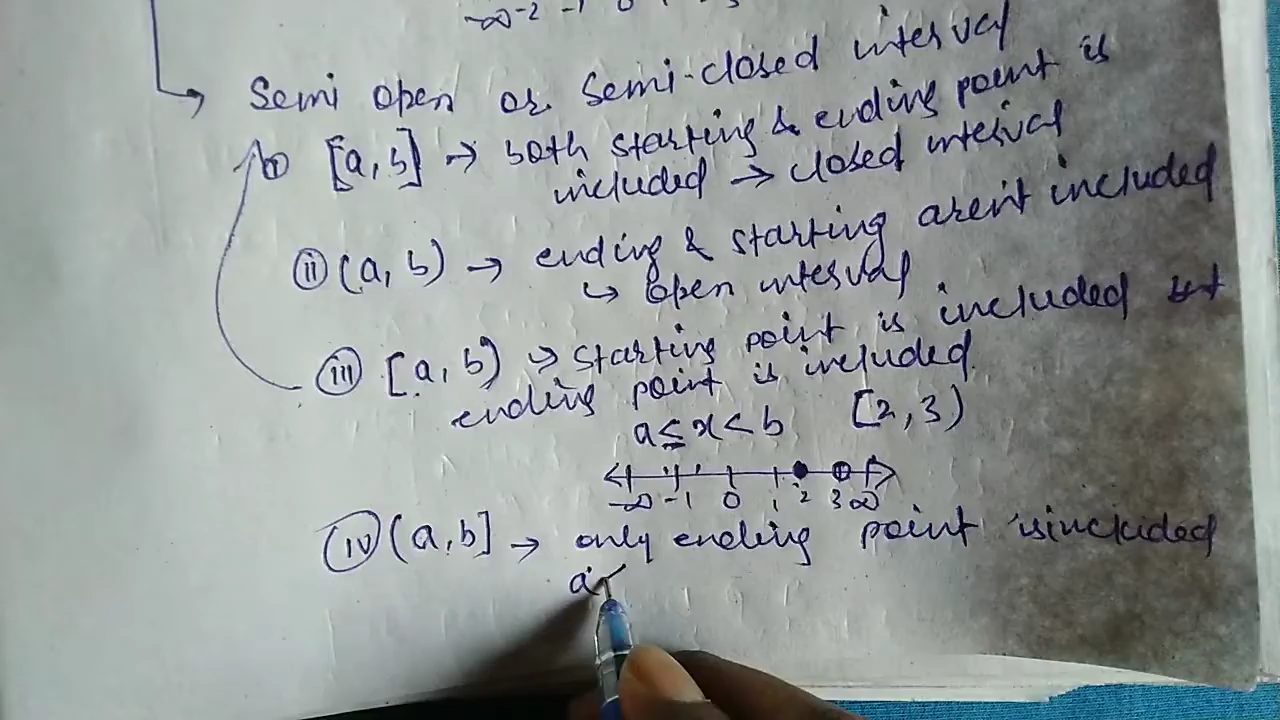 -∞ -2 -1 0
Semi open or semi-closed interval
(i) [a, b] → both starting & ending point is
included → closed interval
(ii) (a, b) → ending & starting aren't included
↳ open interval
(iii) [a, b) → starting point is included but
ending point is included
a ≤ x < b [2, 3)
-∞ -1 0 1 2 3 ∞
(iv) (a, b] → only ending point is included
a <